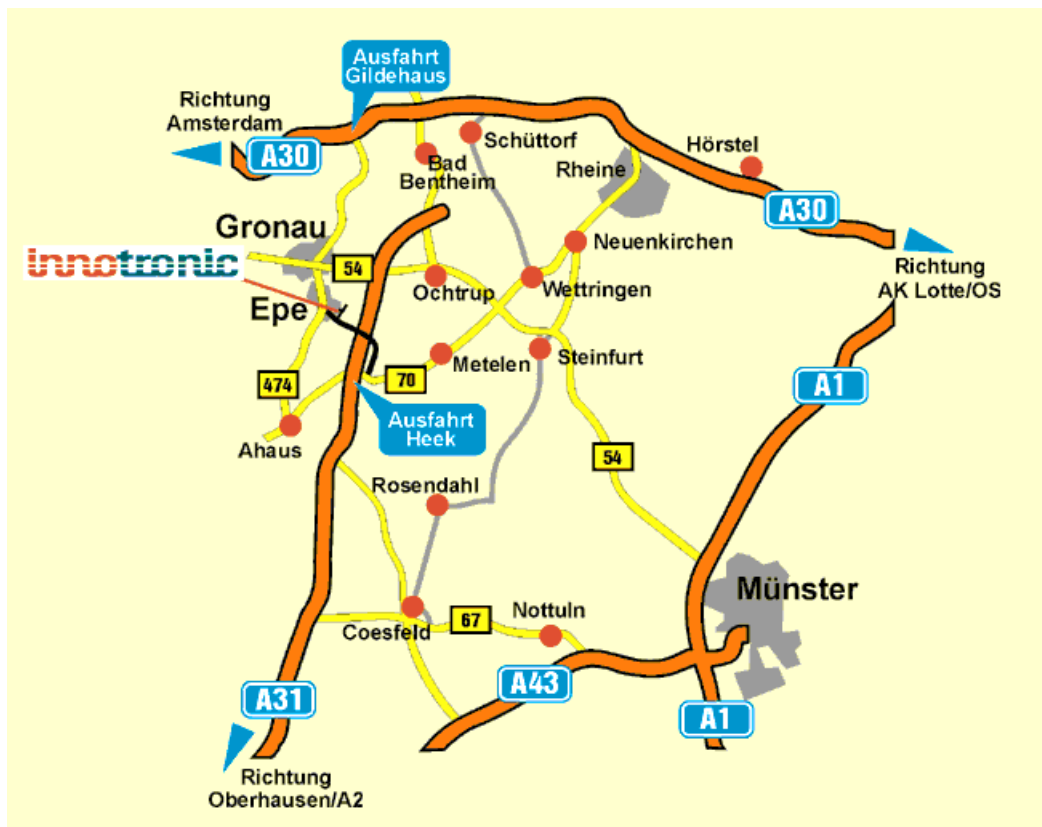 Ausfahrt
Gildehaus
Richtung
Amsterdam
A30
Schüttorf
Hörstel
Bad
Bentheim
Rheine
A30
Gronau
Neuenkirchen
innotronic
54
Richtung
AK Lotte/OS
Ochtrup
Wettringen
Epe
Metelen
Steinfurt
474
70
A1
Ausfahrt
Heek
Ahaus
54
Rosendahl
Münster
Nottuln
67
Coesfeld
A43
A31
A1
Richtung
Oberhausen/A2